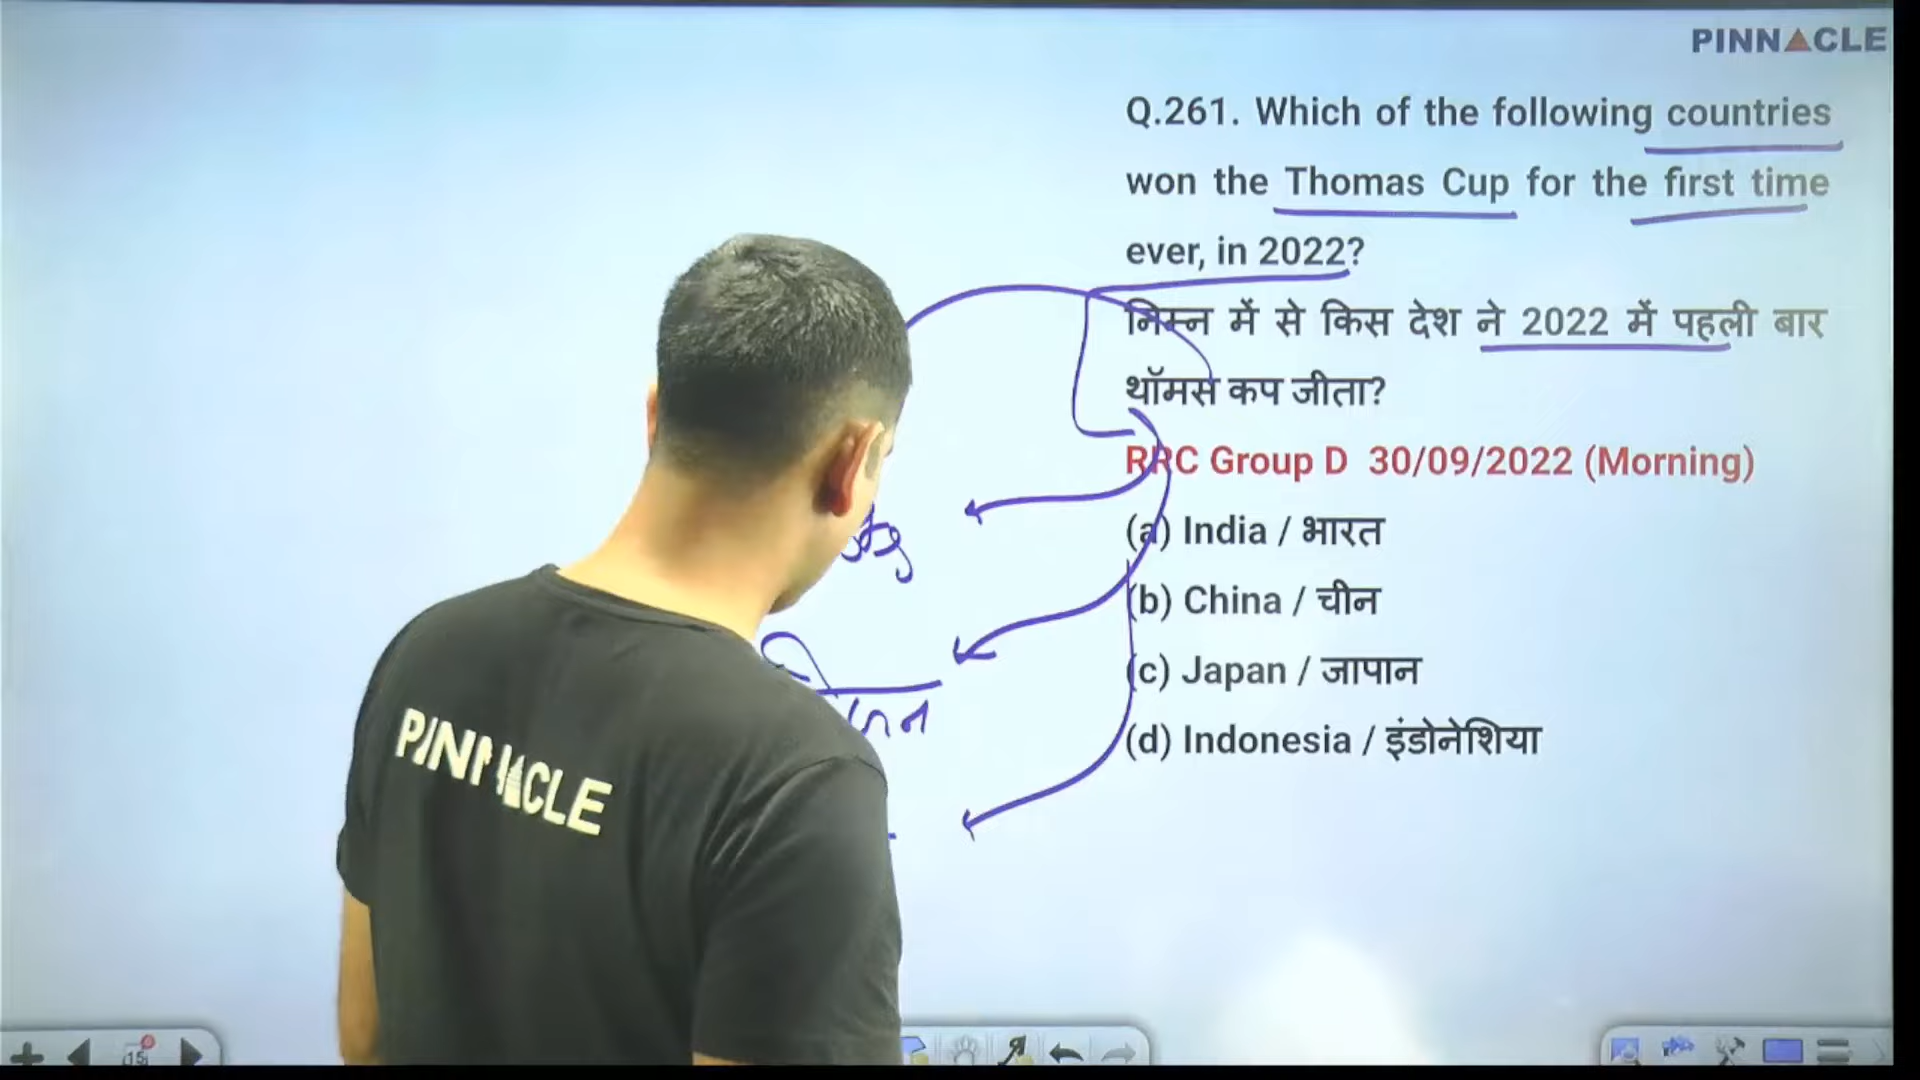 PINNACLE
Q.261. Which of the following countries
won the Thomas Cup for the first time
ever, in 2022?
निम्न में से किस देश ने 2022 में पहली बार
थॉमस कप जीता?
RRC Group D 30/09/2022 (Morning)
(a) India / भारत
(b) China / चीन
(c) Japan / जापान
(d) Indonesia / इंडोनेशिया
PINNACLE